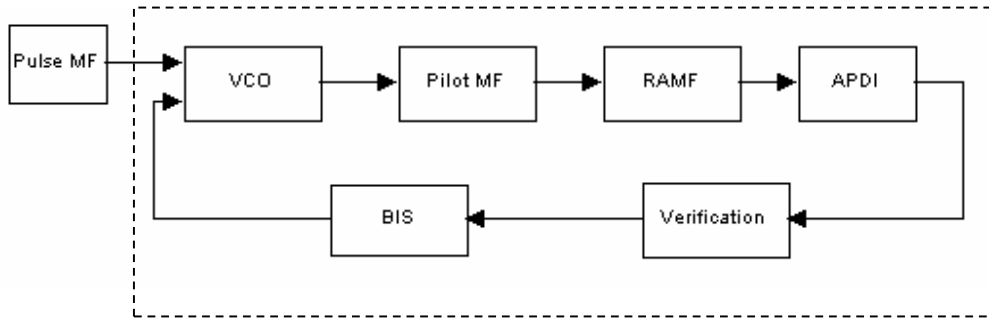 Pulse MF
VCO
Pilot MF
RAMF
APDI
BIS
Verification